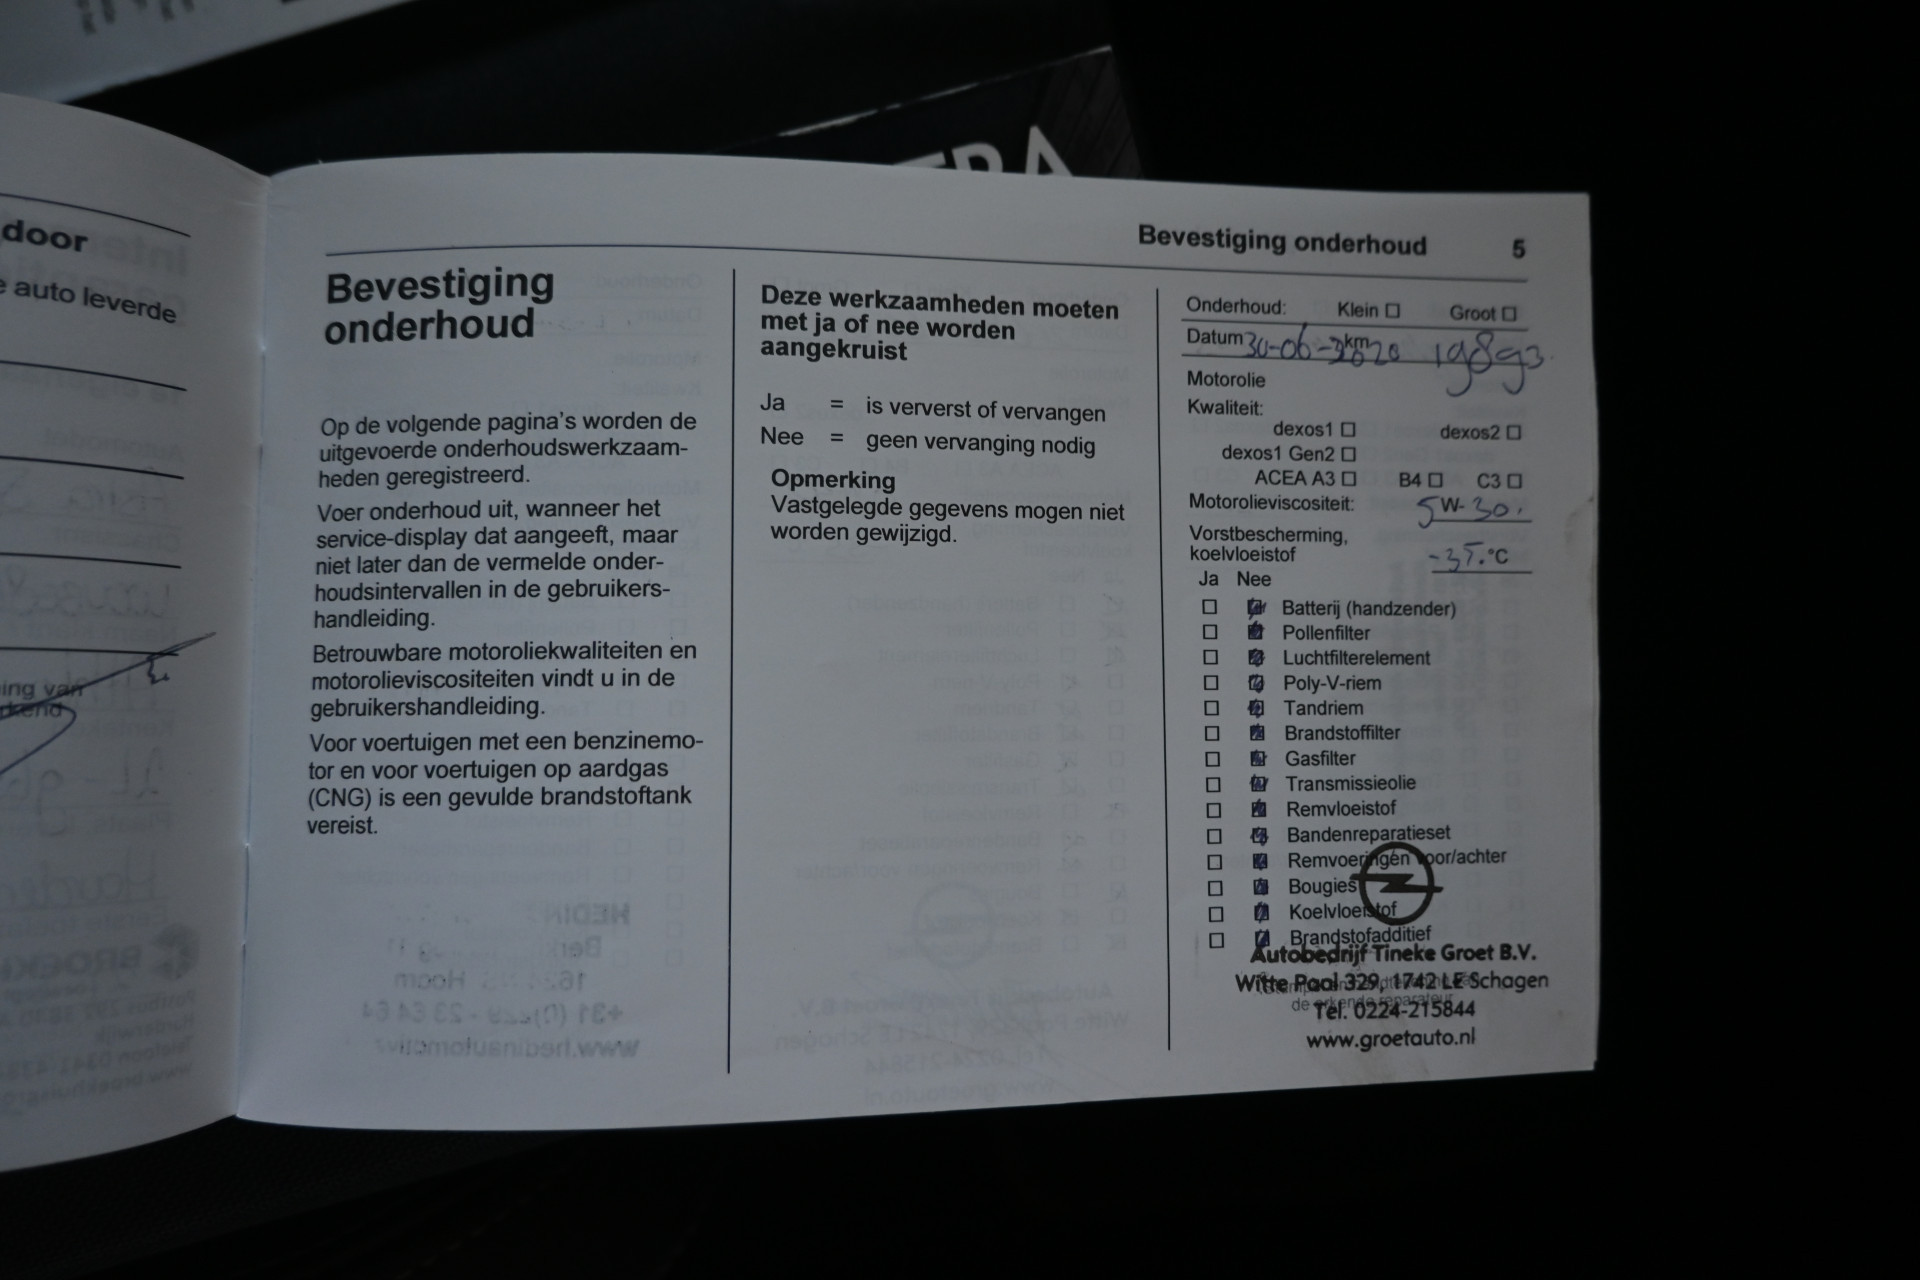 door
e auto leverde
ing van
rkend
Bevestiging onderhoud 5
Bevestiging
onderhoud
Op de volgende pagina's worden de
uitgevoerde onderhoudswerkzaam-
heden geregistreerd.
Voer onderhoud uit, wanneer het
service-display dat aangeeft, maar
niet later dan de vermelde onder-
houdsintervallen in de gebruikers-
handleiding.
Betrouwbare motoroliekwaliteiten en
motorolieviscositeiten vindt u in de
gebruikershandleiding.
Voor voertuigen met een benzinemo-
tor en voor voertuigen op aardgas
(CNG) is een gevulde brandstoftank
vereist.
Deze werkzaamheden moeten
met ja of nee worden
aangekruist
Ja = is ververst of vervangen
Nee = geen vervanging nodig
Opmerking
Vastgelegde gegevens mogen niet
worden gewijzigd.
Onderhoud: Klein ☐ Groot ☐
Datum 30-06-2020 km 19893
Motorolie
Kwaliteit:
dexos1 ☐ dexos2 ☐
dexos1 Gen2 ☐
ACEA A3 ☐ B4 ☐ C3 ☐
Motorolieviscositeit: 5W-30.
Vorstbescherming,
koelvloeistof -35.°C
Ja Nee
Batterij (handzender)
Pollenfilter
Luchtfilterelement
Poly-V-riem
Tandriem
Brandstoffilter
Gasfilter
Transmissieolie
Remvloeistof
Bandenreparatieset
Remvoeringen voor/achter
Bougies
Koelvloeistof
Brandstofadditief
Autobedrijf Tineke Groet B.V.
Witte Paal 329, 1742 LE Schagen
Tel. 0224-215844
www.groetauto.nl